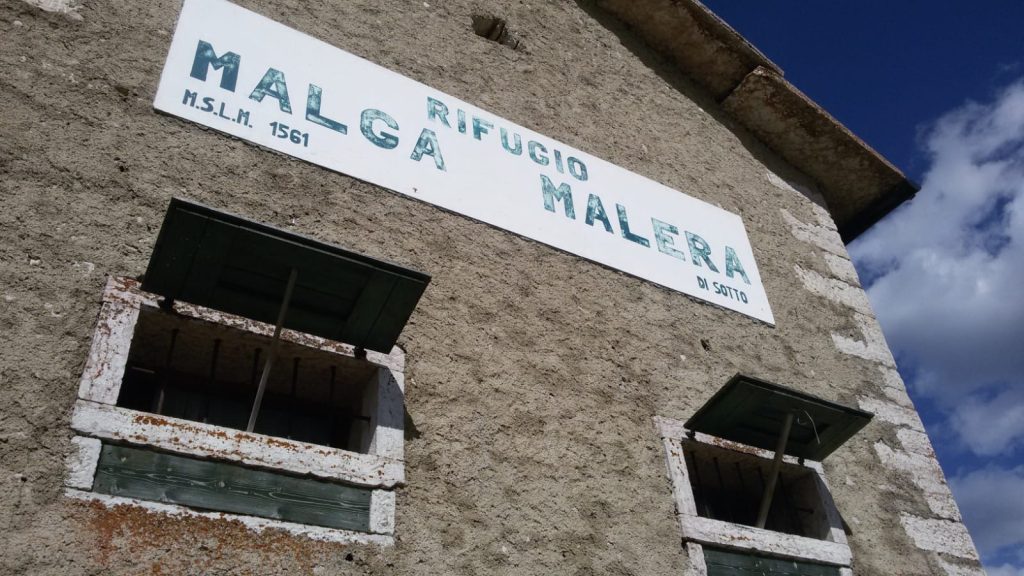 RIFUGIO
MALGA MALERA
M.S.L.M. 1561 DI SOTTO